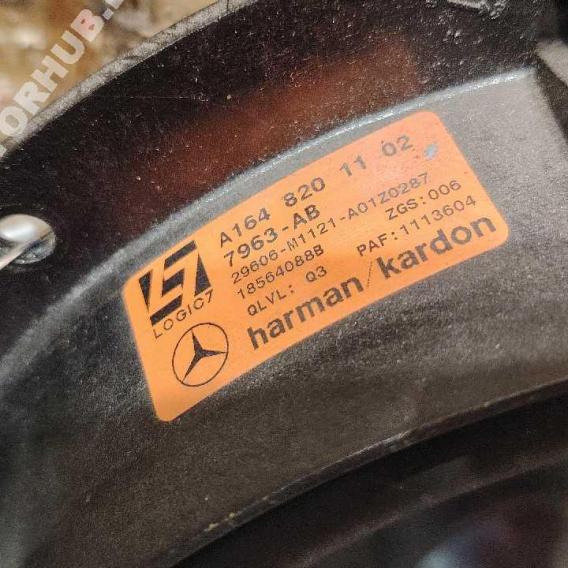 ORHUB.
A164 820 11 02
7963-AB
29606-M1121-A01Z0287
18564088B ZGS:006
QLVL: Q3 PAF:1113604
harman/kardon
LOGIC7